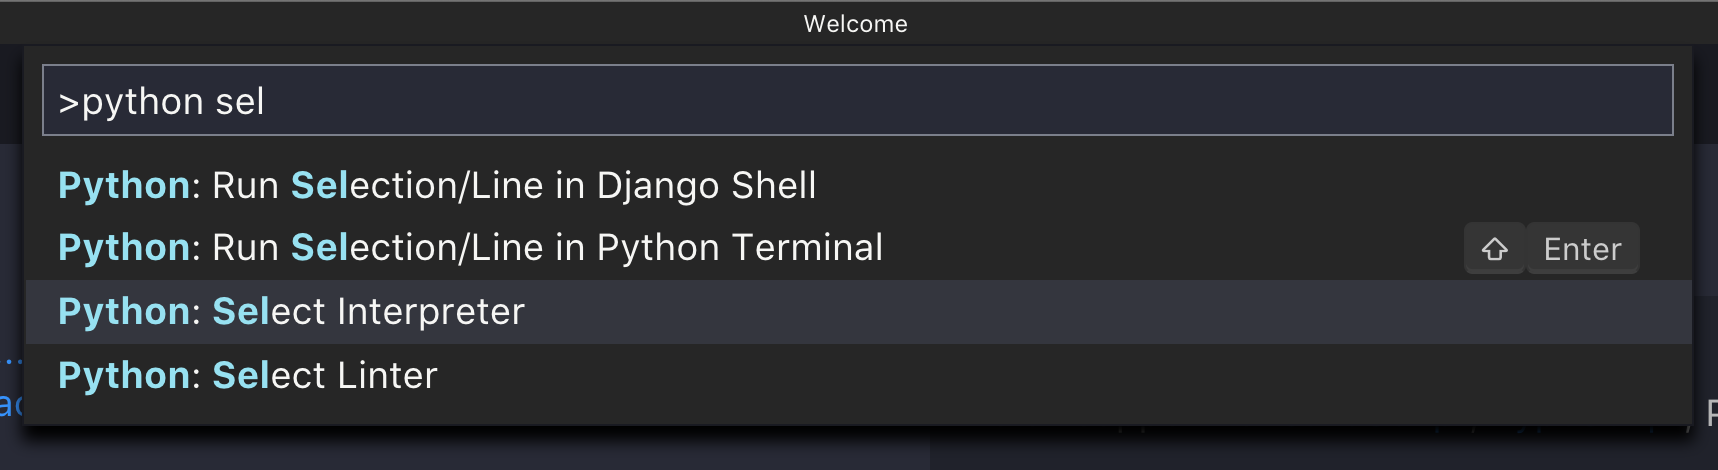 Welcome
>python sel
Python: Run Selection/Line in Django Shell
Python: Run Selection/Line in Python Terminal
Enter
Python: Select Interpreter
Python: Select Linter